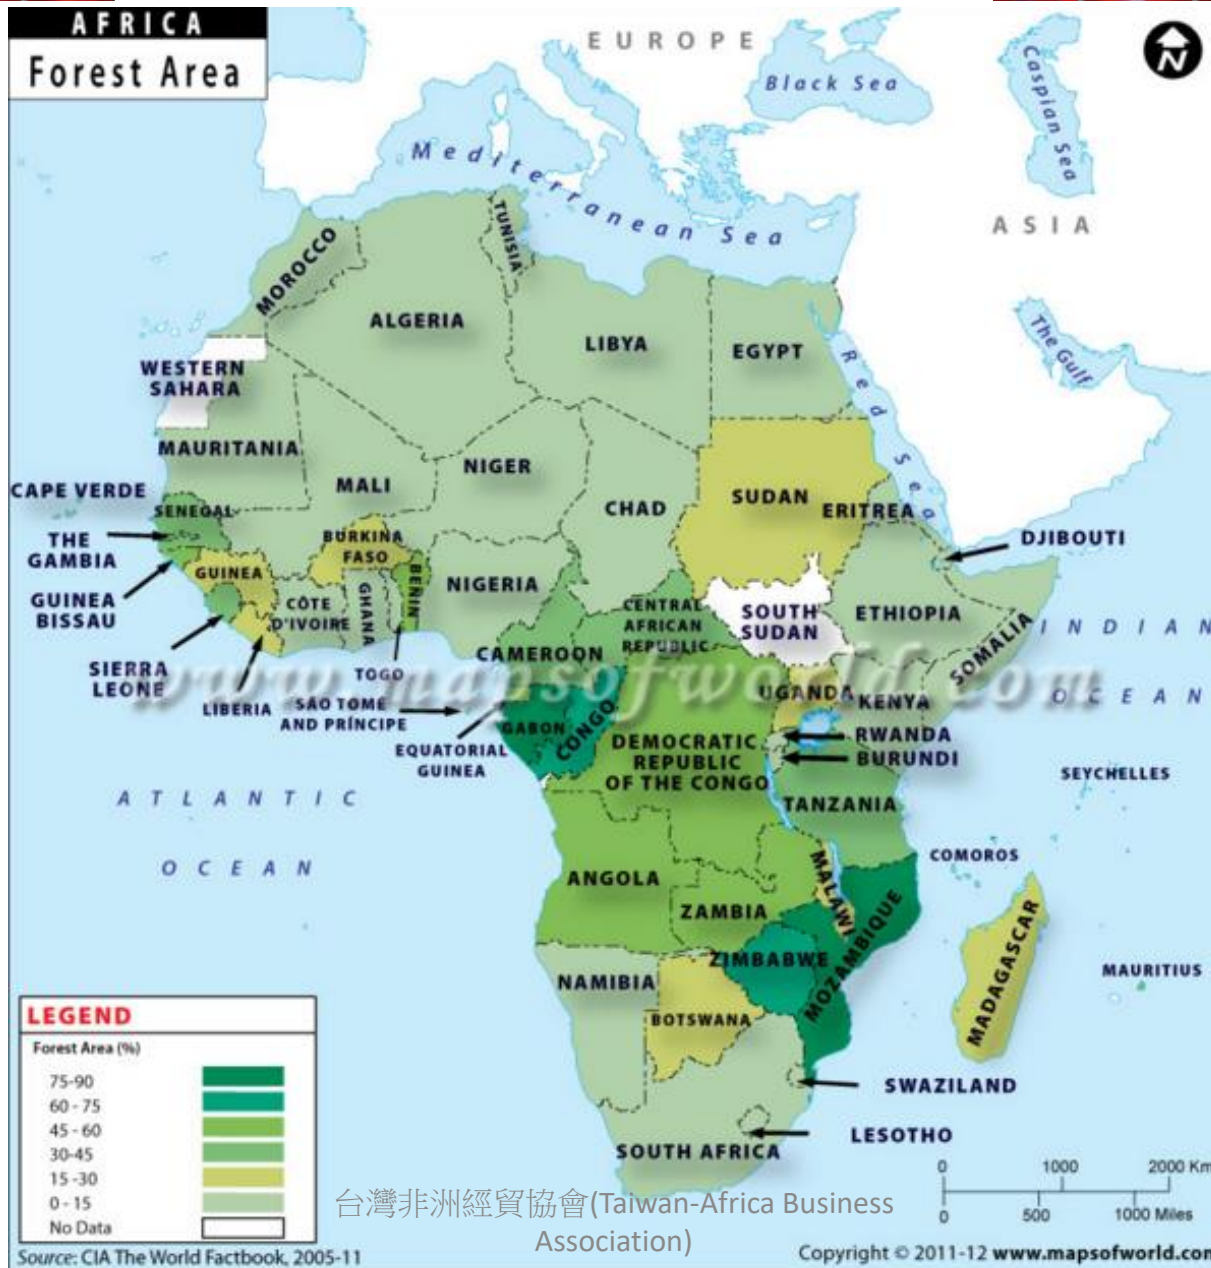 AFRICA
Forest Area
EUROPE
Black Sea
Caspian Sea
N
Mediterranean Sea
ASIA
TUNISIA
MOROCCO
ALGERIA
LIBYA
EGYPT
The Gulf
Red Sea
WESTERN
SAHARA
MAURITANIA
MALI
NIGER
CHAD
SUDAN
ERITREA
CAPE VERDE
SENEGAL
THE
GAMBIA
BURKINA
FASO
DJIBOUTI
GUINEA
BENIN
NIGERIA
GUINEA
BISSAU
CÔTE
D'IVOIRE
GHANA
CENTRAL
AFRICAN
REPUBLIC
SOUTH
SUDAN
ETHIOPIA
SOMALIA
INDIAN
OCEAN
CAMEROON
SIERRA
LEONE
TOGO
www.mapsofworld.com
LIBERIA
SÃO TOMÉ
AND PRÍNCIPE
UGANDA
KENYA
GABON
CONGO
EQUATORIAL
GUINEA
DEMOCRATIC
REPUBLIC
OF THE CONGO
RWANDA
BURUNDI
SEYCHELLES
TANZANIA
ATLANTIC
OCEAN
COMOROS
ANGOLA
MALAWI
ZAMBIA
ZIMBABWE
MOZAMBIQUE
MADAGASCAR
MAURITIUS
NAMIBIA
BOTSWANA
SWAZILAND
LESOTHO
SOUTH AFRICA
LEGEND
Forest Area (%)
75-90
60 - 75
45 - 60
30-45
15 -30
0 - 15
No Data
0 1000 2000 Km
0 500 1000 Miles
台灣非洲經貿協會(Taiwan-Africa Business
Association)
Source: CIA The World Factbook, 2005-11
Copyright © 2011-12 www.mapsofworld.com